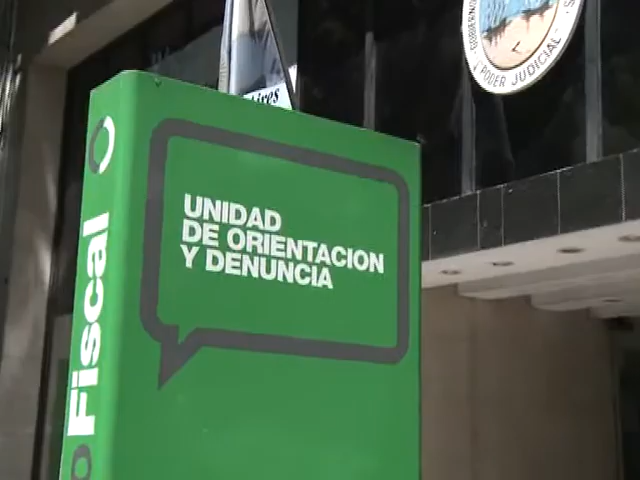 UNIDAD
DE ORIENTACION
Y DENUNCIA
Fiscal
PODER JUDICIAL